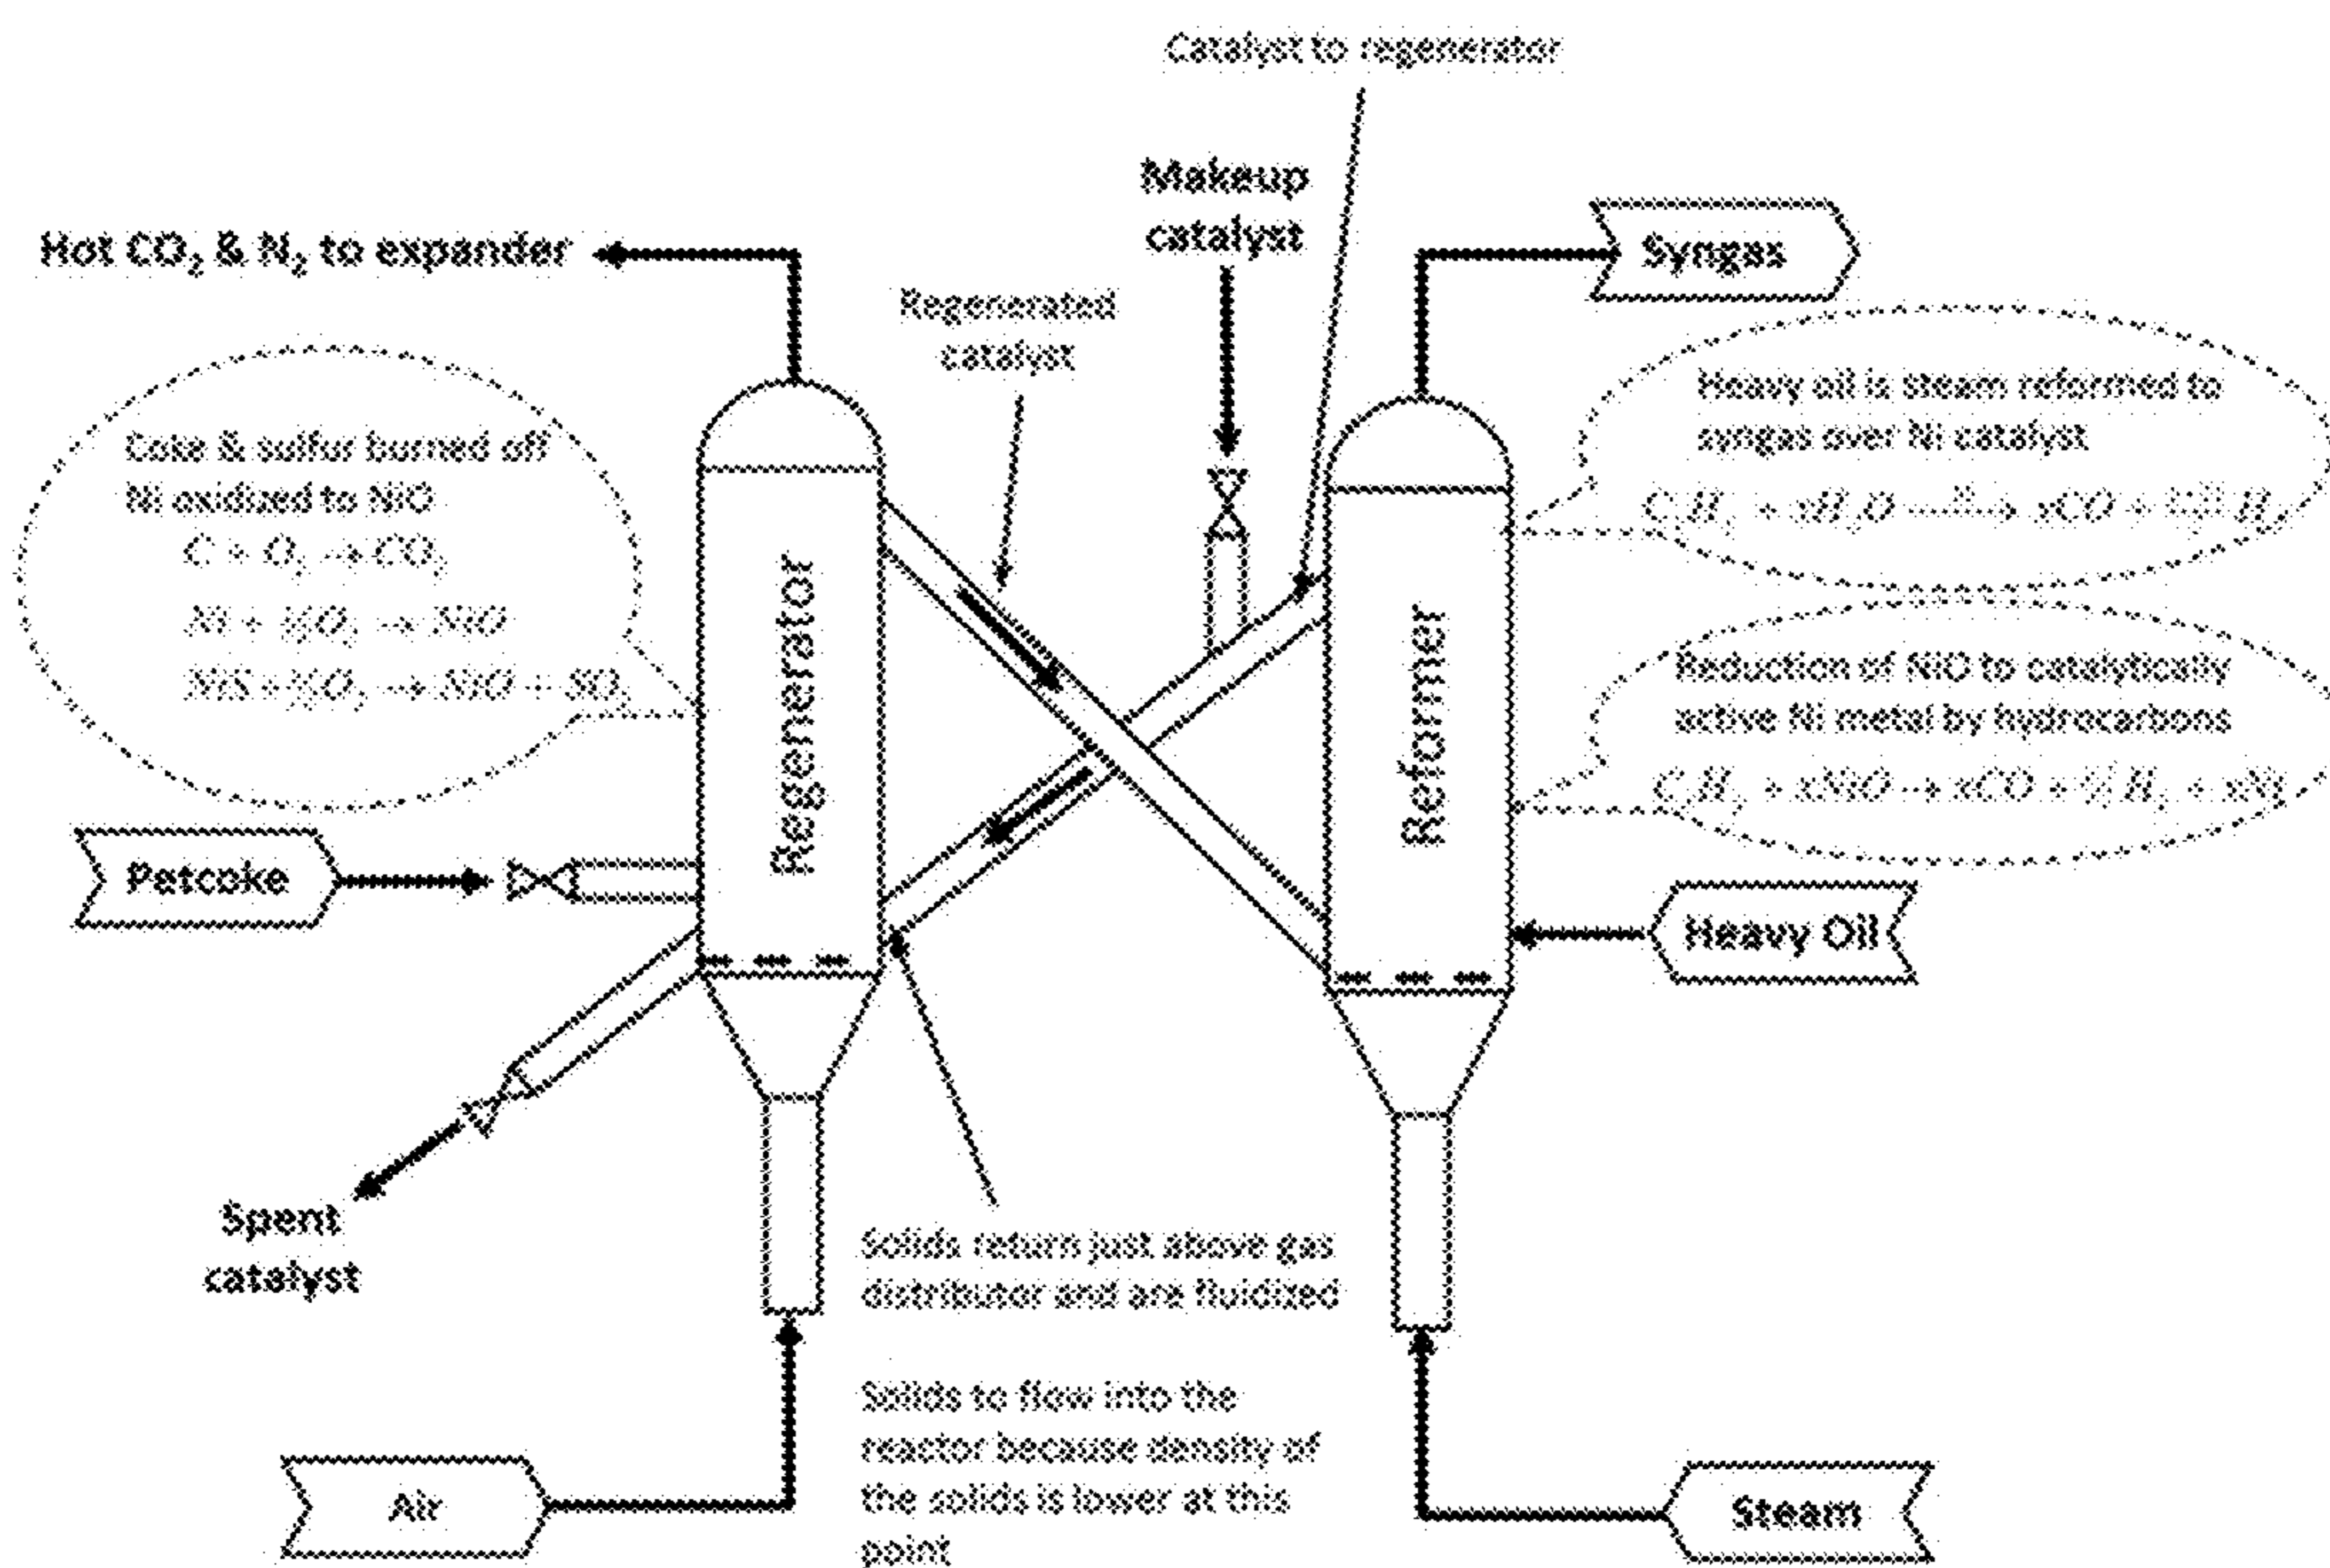 Catalyst to regenerator
Makeup
catalyst
Syngas
Hot CO₂ & N₂ to expander
Regenerated
catalyst
Heavy oil is steam reformed to
syngas over Ni catalyst
Coke & sulfur burned off
Ni oxidized to NiO
C + O₂ → CO₂
Ni + ½O₂ → NiO
Regenerator
Reformer
Reduction of NiO to catalytically
active Ni metal by hydrocarbons
Petcoke
Heavy Oil
Spent
catalyst
Solids return just above gas
distributor and are fluidized
Solids to flow into the
reactor because density of
the solids is lower at this
point
Air
Steam